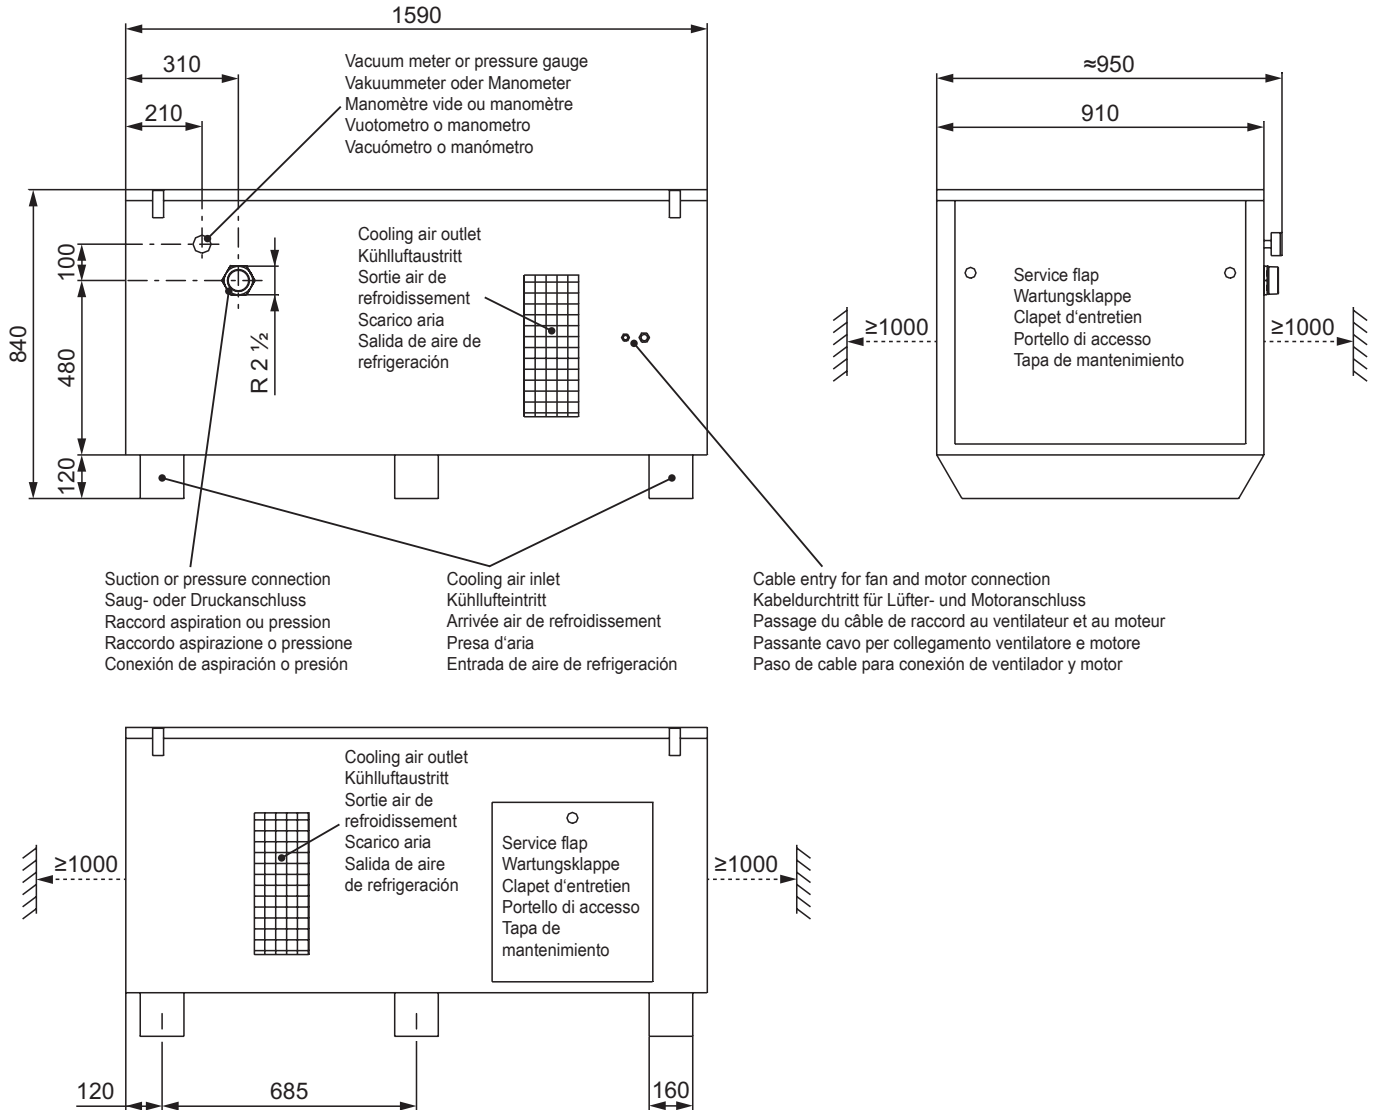 1590
310
210
Vacuum meter or pressure gauge
Vakuummeter oder Manometer
Manomètre vide ou manomètre
Vuotometro o manometro
Vacuómetro o manómetro
≈950
910
840
100
480
120
R 2 ½
Cooling air outlet
Kühlluftaustritt
Sortie air de
refroidissement
Scarico aria
Salida de aire de
refrigeración
Service flap
Wartungsklappe
Clapet d‘entretien
Portello di accesso
Tapa de mantenimiento
≥1000
≥1000
Suction or pressure connection
Saug- oder Druckanschluss
Raccord aspiration ou pression
Raccordo aspirazione o pressione
Conexión de aspiración o presión
Cooling air inlet
Kühllufteintritt
Arrivée air de refroidissement
Presa d‘aria
Entrada de aire de refrigeración
Cable entry for fan and motor connection
Kabeldurchtritt für Lüfter- und Motoranschluss
Passage du câble de raccord au ventilateur et au moteur
Passante cavo per collegamento ventilatore e motore
Paso de cable para conexión de ventilador y motor
Cooling air outlet
Kühlluftaustritt
Sortie air de
refroidissement
Scarico aria
Salida de aire
de refrigeración
Service flap
Wartungsklappe
Clapet d‘entretien
Portello di accesso
Tapa de
mantenimiento
≥1000
≥1000
120
685
160